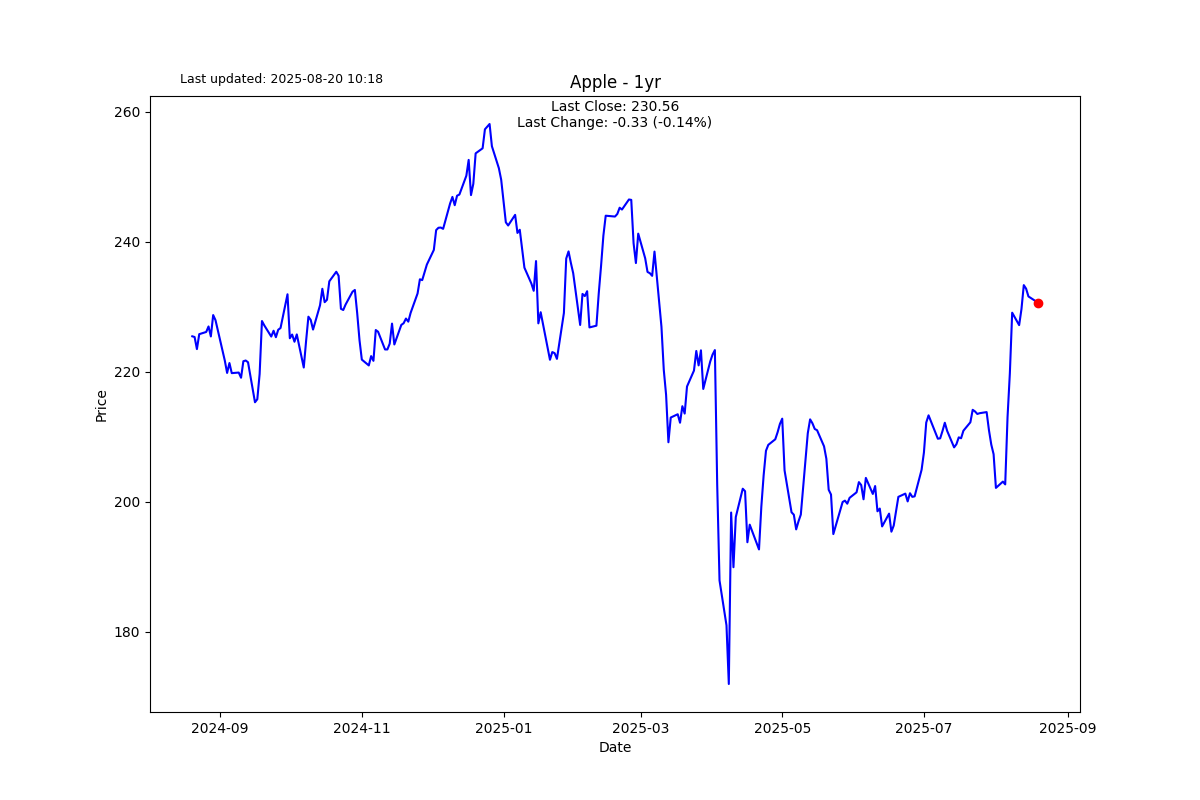 Last updated: 2025-08-20 10:18
Apple - 1yr
Last Close: 230.56
Last Change: -0.33 (-0.14%)
260
240
220
200
180
Price
2024-09
2024-11
2025-01
2025-03
2025-05
2025-07
2025-09
Date